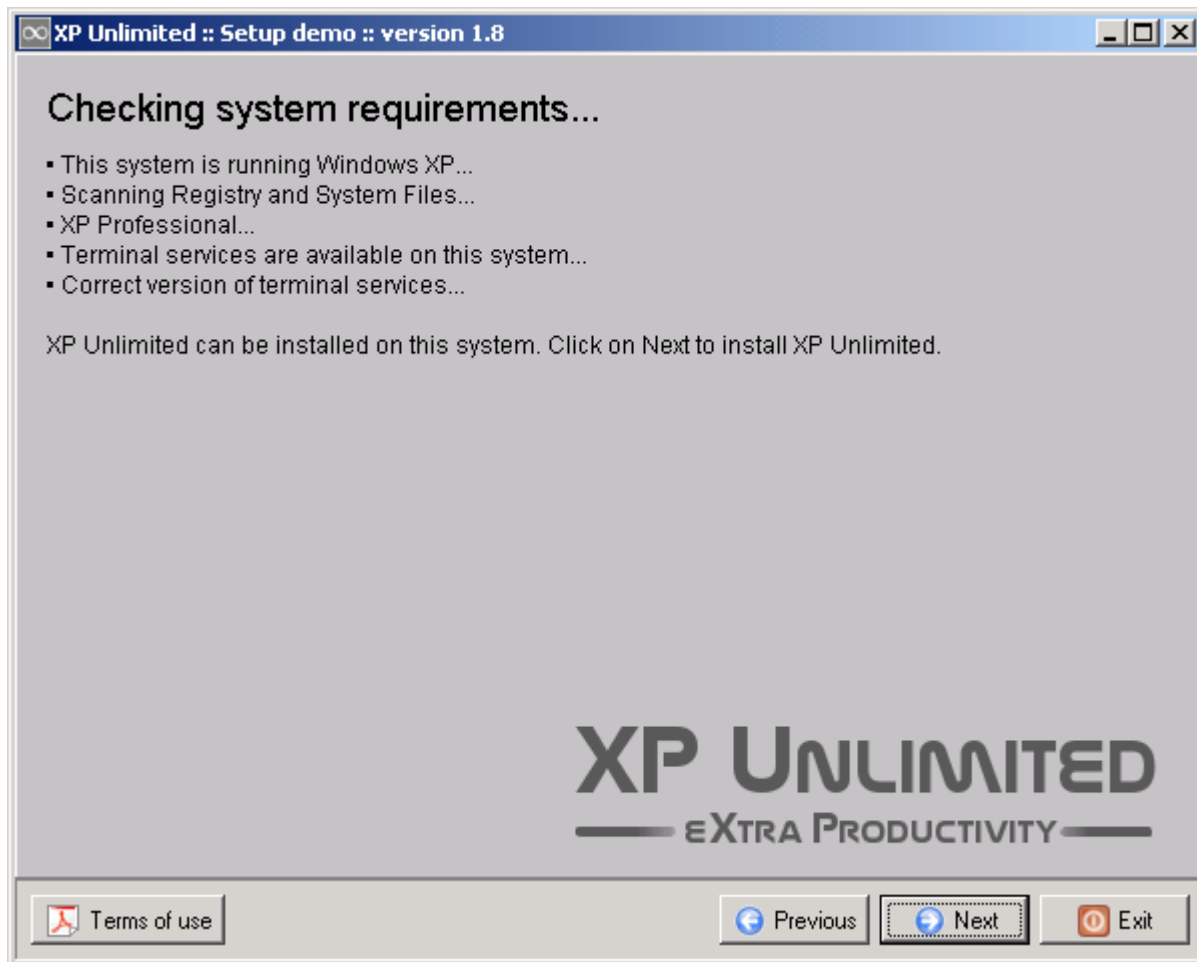 XP Unlimited :: Setup demo :: version 1.8
Checking system requirements...
▪ This system is running Windows XP...
▪ Scanning Registry and System Files...
▪ XP Professional...
▪ Terminal services are available on this system...
▪ Correct version of terminal services...
XP Unlimited can be installed on this system. Click on Next to install XP Unlimited.
XP UNLIMITED
EXTRA PRODUCTIVITY
Terms of use
Previous
Next
Exit